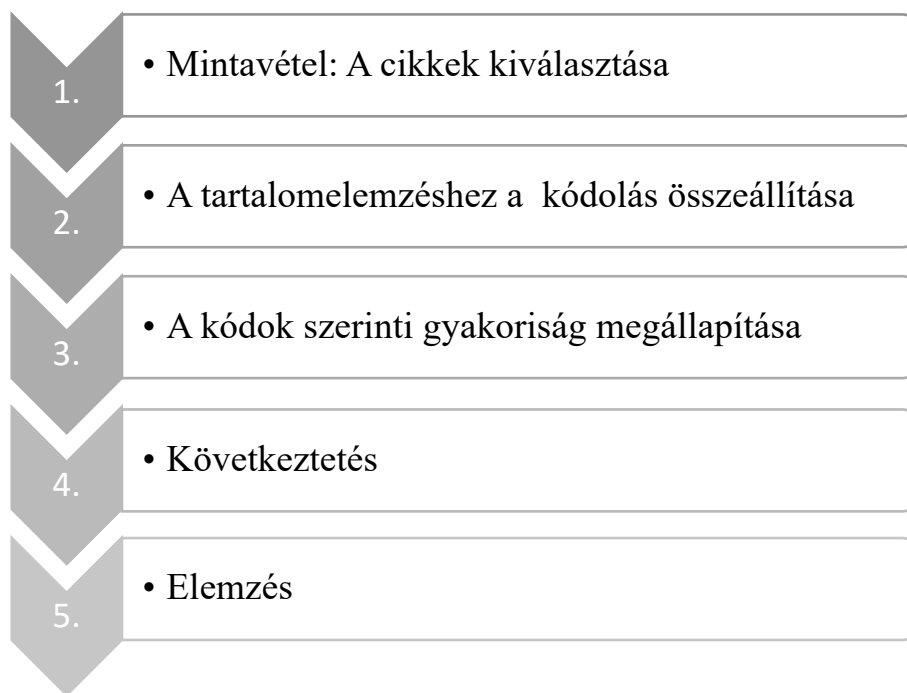 1.
• Mintavétel: A cikkek kiválasztása
2.
• A tartalomelemzéshez a  kódolás összeállítása
3.
• A kódok szerinti gyakoriság megállapítása
4.
• Következtetés
5.
• Elemzés